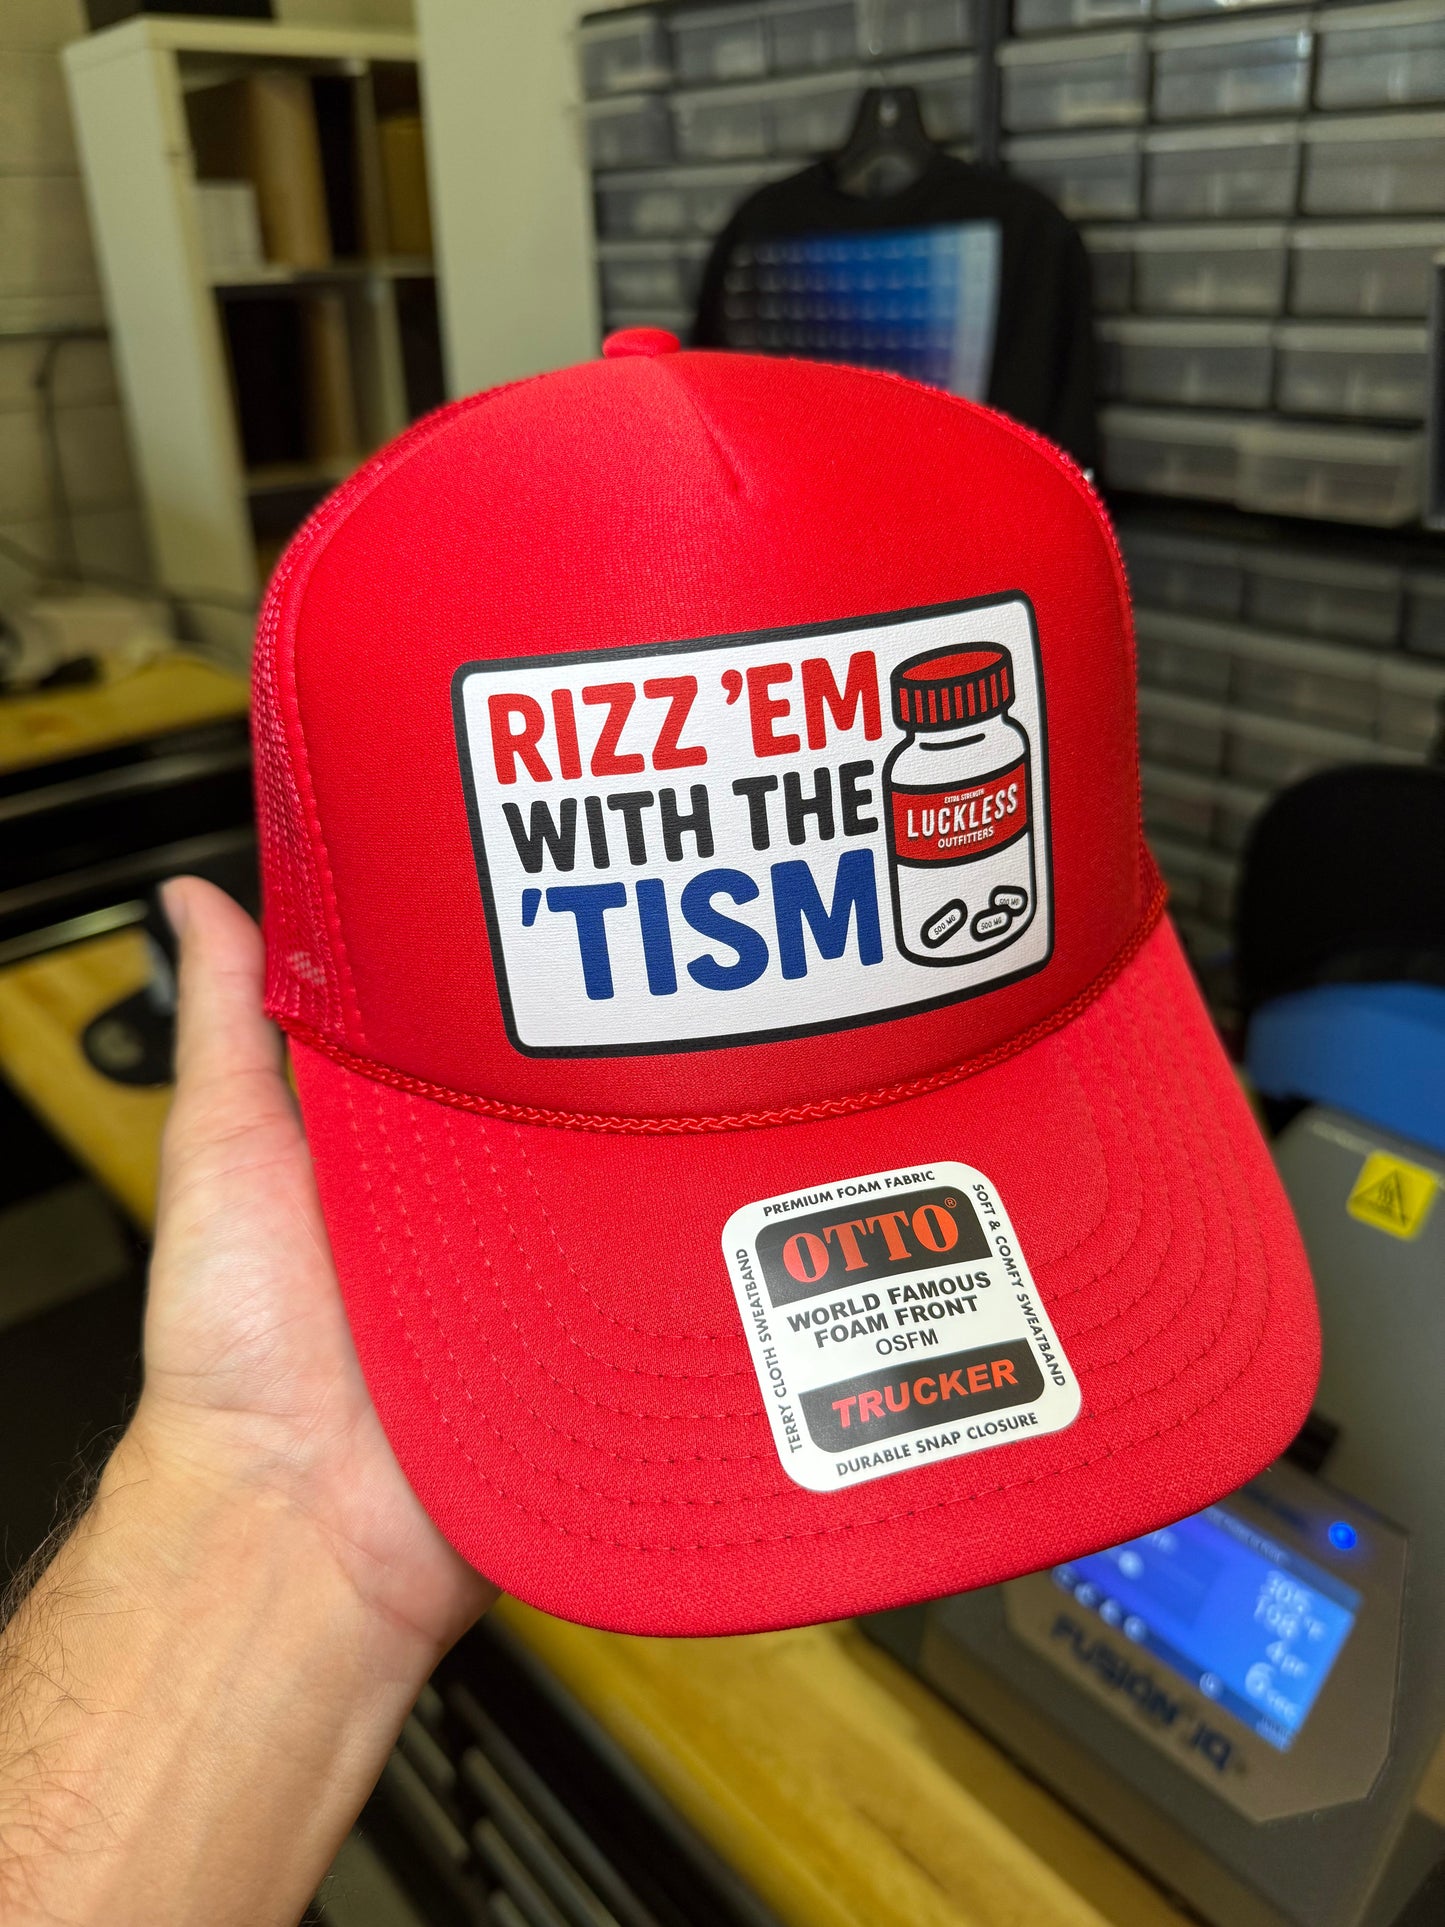 RIZZ 'EM
WITH THE
'TISM
EXTRA STRENGTH
LUCKLESS
OUTFITTERS
500 MG
500 MG
500 MG
PREMIUM FOAM FABRIC
SOFT & COMFY SWEATBAND
TERRY CLOTH SWEATBAND
OTTO®
WORLD FAMOUS
FOAM FRONT
OSFM
TRUCKER
DURABLE SNAP CLOSURE
305
°F
FUSION IQ